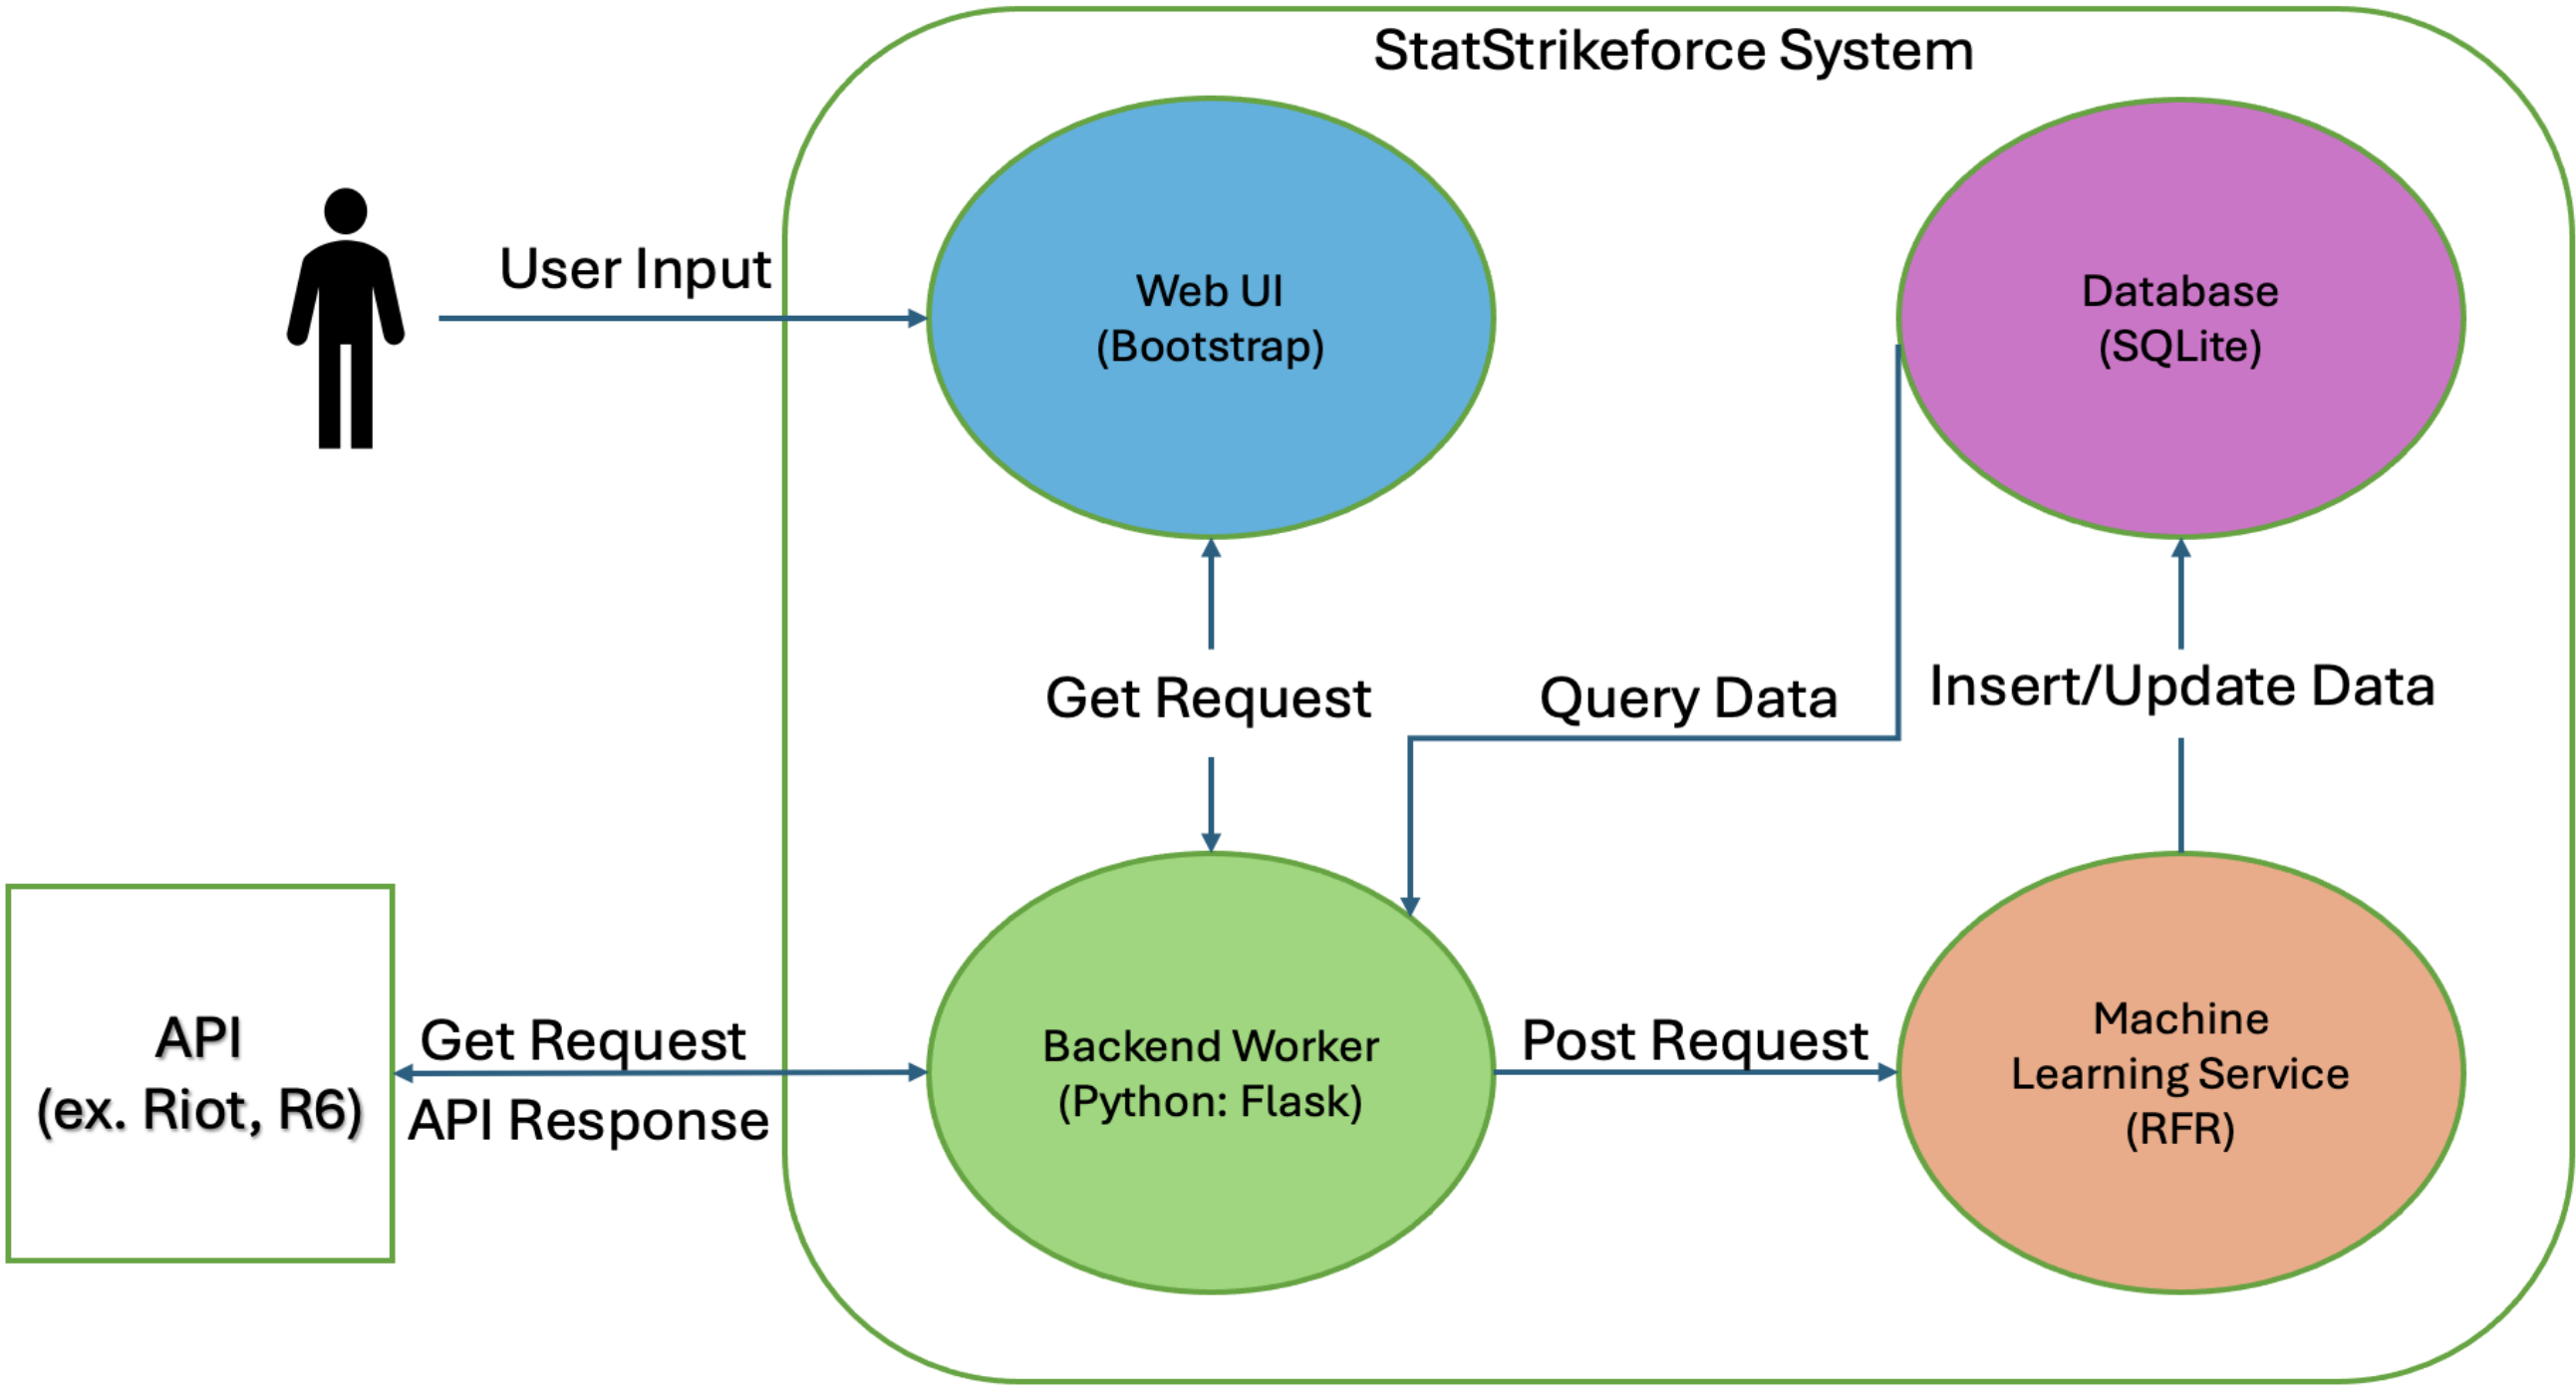 StatStrikeforce System
User Input
Web UI
(Bootstrap)
Database
(SQLite)
Get Request
Query Data
Insert/Update Data
API
(ex. Riot, R6)
Get Request
API Response
Backend Worker
(Python: Flask)
Post Request
Machine
Learning Service
(RFR)